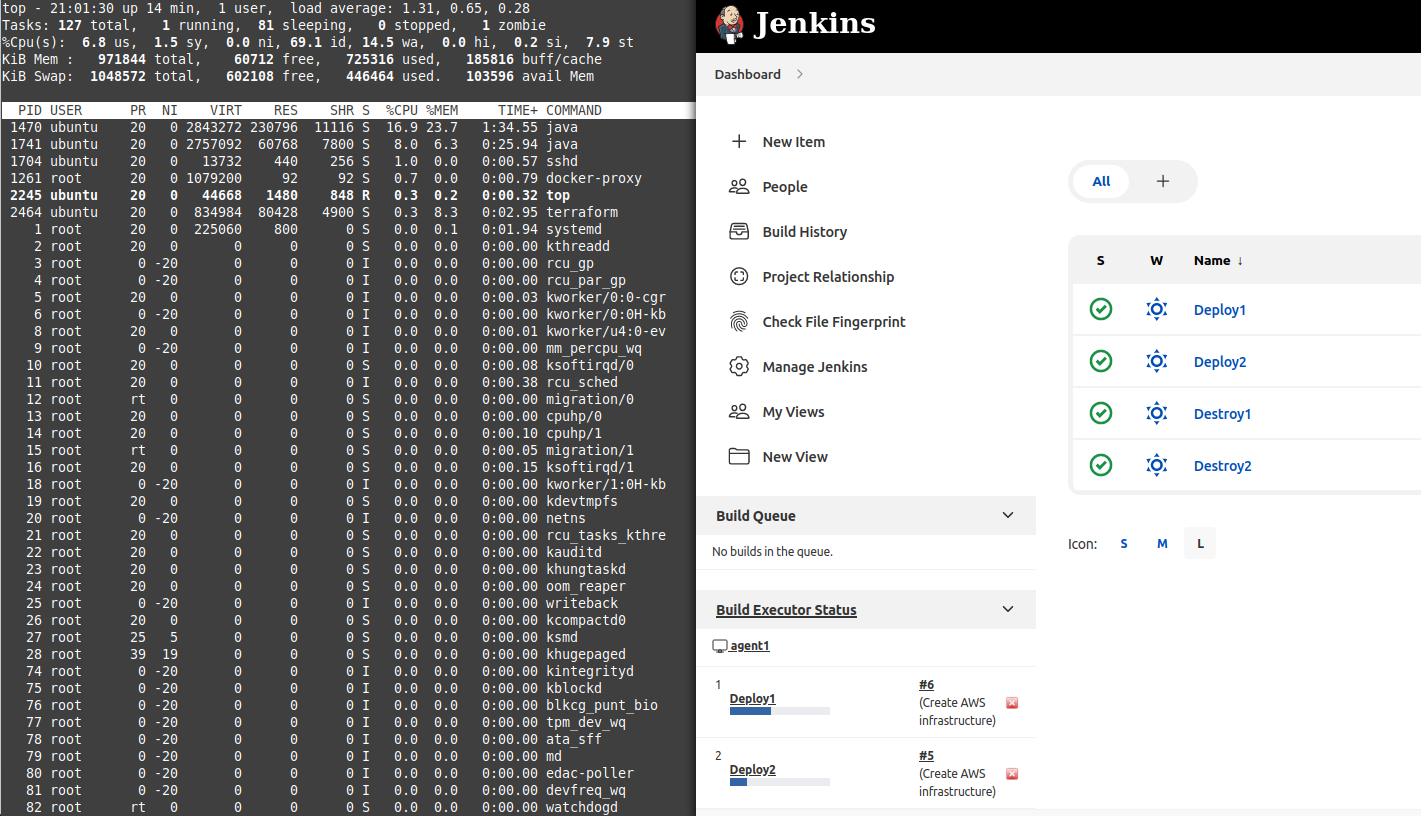 top - 21:01:30 up 14 min,  1 user,  load average: 1.31, 0.65, 0.28
Tasks: 127 total,   1 running,  81 sleeping,   0 stopped,   1 zombie
%Cpu(s):  6.8 us,  1.5 sy,  0.0 ni, 69.1 id, 14.5 wa,  0.0 hi,  0.2 si,  7.9 st
KiB Mem :   971844 total,    60712 free,   725316 used,   185816 buff/cache
KiB Swap:  1048572 total,   602108 free,   446464 used.   103596 avail Mem
PID USER      PR  NI    VIRT    RES    SHR S  %CPU %MEM     TIME+ COMMAND
1470 ubuntu    20   0 2843272 230796  11116 S  16.9 23.7   1:34.55 java
1741 ubuntu    20   0 2757092  60768   7800 S   8.0  6.3   0:25.94 java
1704 ubuntu    20   0   13732    440    256 S   1.0  0.0   0:00.57 sshd
1261 root      20   0 1079200     92     92 S   0.7  0.0   0:00.79 docker-proxy
2245 ubuntu    20   0   44668   1480    848 R   0.3  0.2   0:00.32 top
2464 ubuntu    20   0  834984  80428   4900 S   0.3  8.3   0:02.95 terraform
1 root      20   0  225060    800      0 S   0.0  0.1   0:01.94 systemd
2 root      20   0       0      0      0 S   0.0  0.0   0:00.00 kthreadd
3 root       0 -20       0      0      0 I   0.0  0.0   0:00.00 rcu_gp
4 root       0 -20       0      0      0 I   0.0  0.0   0:00.00 rcu_par_gp
5 root      20   0       0      0      0 I   0.0  0.0   0:00.03 kworker/0:0-cgr
6 root       0 -20       0      0      0 I   0.0  0.0   0:00.00 kworker/0:0H-kb
8 root      20   0       0      0      0 I   0.0  0.0   0:00.01 kworker/u4:0-ev
9 root       0 -20       0      0      0 I   0.0  0.0   0:00.00 mm_percpu_wq
10 root      20   0       0      0      0 S   0.0  0.0   0:00.08 ksoftirqd/0
11 root      20   0       0      0      0 I   0.0  0.0   0:00.38 rcu_sched
12 root      rt   0       0      0      0 S   0.0  0.0   0:00.00 migration/0
13 root      20   0       0      0      0 S   0.0  0.0   0:00.00 cpuhp/0
14 root      20   0       0      0      0 S   0.0  0.0   0:00.10 cpuhp/1
15 root      rt   0       0      0      0 S   0.0  0.0   0:00.05 migration/1
16 root      20   0       0      0      0 S   0.0  0.0   0:00.15 ksoftirqd/1
18 root       0 -20       0      0      0 I   0.0  0.0   0:00.00 kworker/1:0H-kb
19 root      20   0       0      0      0 S   0.0  0.0   0:00.00 kdevtmpfs
20 root       0 -20       0      0      0 I   0.0  0.0   0:00.00 netns
21 root      20   0       0      0      0 S   0.0  0.0   0:00.00 rcu_tasks_kthre
22 root      20   0       0      0      0 S   0.0  0.0   0:00.00 kauditd
23 root      20   0       0      0      0 S   0.0  0.0   0:00.00 khungtaskd
24 root      20   0       0      0      0 S   0.0  0.0   0:00.00 oom_reaper
25 root       0 -20       0      0      0 I   0.0  0.0   0:00.00 writeback
26 root      20   0       0      0      0 S   0.0  0.0   0:00.00 kcompactd0
27 root      25   5       0      0      0 S   0.0  0.0   0:00.00 ksmd
28 root      39  19       0      0      0 S   0.0  0.0   0:00.00 khugepaged
74 root       0 -20       0      0      0 I   0.0  0.0   0:00.00 kintegrityd
75 root       0 -20       0      0      0 I   0.0  0.0   0:00.00 kblockd
76 root       0 -20       0      0      0 I   0.0  0.0   0:00.00 blkcg_punt_bio
77 root       0 -20       0      0      0 I   0.0  0.0   0:00.00 tpm_dev_wq
78 root       0 -20       0      0      0 I   0.0  0.0   0:00.00 ata_sff
79 root       0 -20       0      0      0 I   0.0  0.0   0:00.00 md
80 root       0 -20       0      0      0 I   0.0  0.0   0:00.00 edac-poller
81 root       0 -20       0      0      0 I   0.0  0.0   0:00.00 devfreq_wq
82 root      rt   0       0      0      0 S   0.0  0.0   0:00.00 watchdogd
Jenkins
Dashboard
New Item
People
Build History
Project Relationship
Check File Fingerprint
Manage Jenkins
My Views
New View
Build Queue
No builds in the queue.
Build Executor Status
agent1
1 Deploy1 #6
(Create AWS
infrastructure)
2 Deploy2 #5
(Create AWS
infrastructure)
All +
S W Name ↓
Deploy1
Deploy2
Destroy1
Destroy2
Icon: S M L